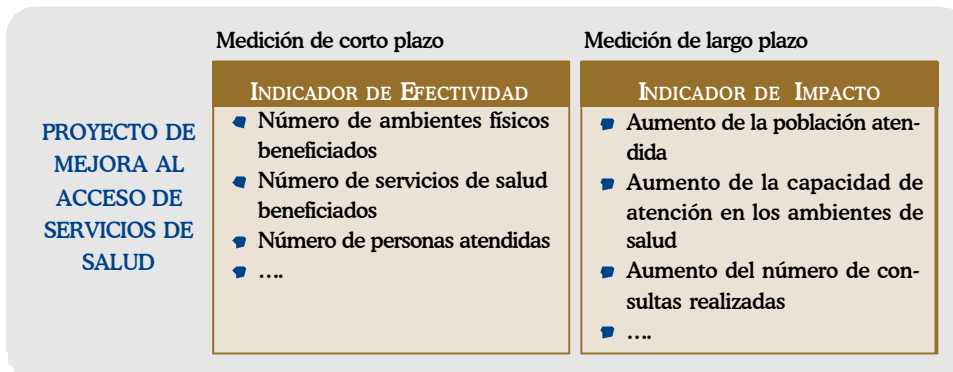 Medición de corto plazo
Medición de largo plazo
PROYECTO DE
MEJORA AL
ACCESO DE
SERVICIOS DE
SALUD
INDICADOR DE EFECTIVIDAD
Número de ambientes físicos
beneficiados
Número de servicios de salud
beneficiados
Número de personas atendidas
....
INDICADOR DE IMPACTO
Aumento de la población aten-
dida
Aumento de la capacidad de
atención en los ambientes de
salud
Aumento del número de con-
sultas realizadas
....